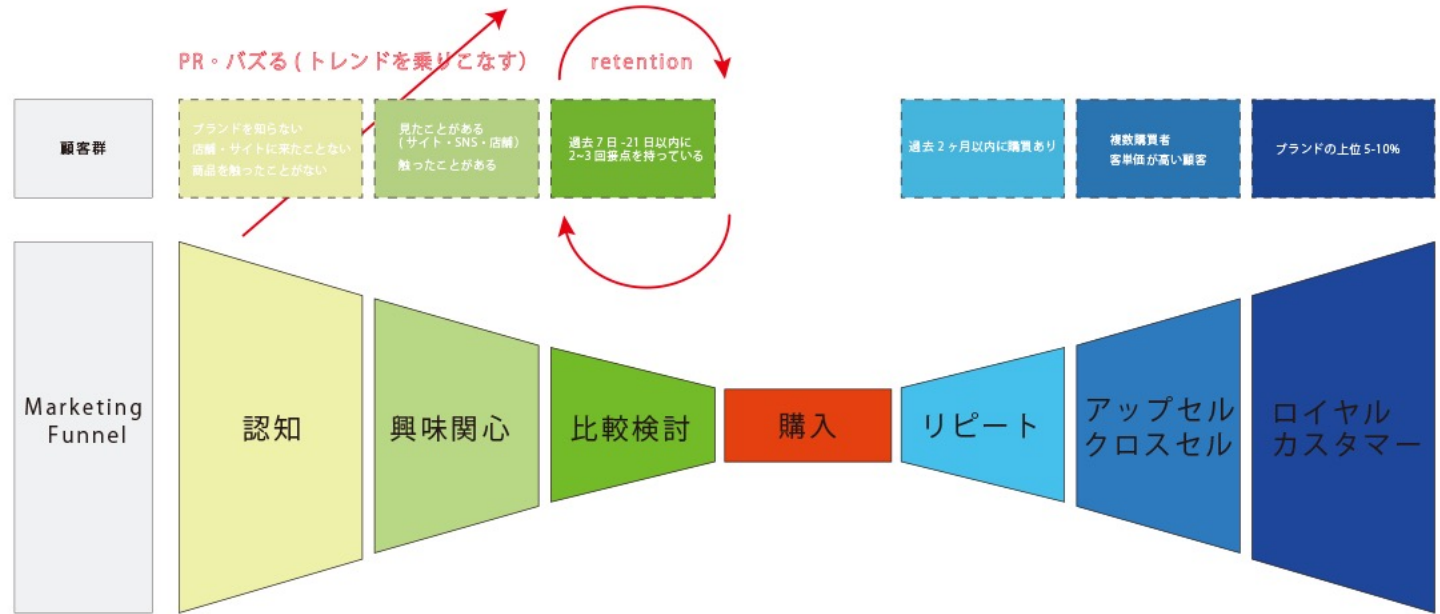 PR。バズる ( トレンドを乗りこなす）
retention
顧客群
ブランドを知らない
店舗・サイトに来たことない
商品を触ったことがない
見たことがある
( サイト・SNS・店舗）
触ったことがある
過去 7 日 -21 日以内に
2~3 回接点を持っている
過去 2 ヶ月以内に購買あり
複数購買者
客単価が高い顧客
ブランドの上位 5-10%
Marketing
Funnel
認知
興味関心
比較検討
購入
リピート
アップセル
クロスセル
ロイヤル
カスタマー